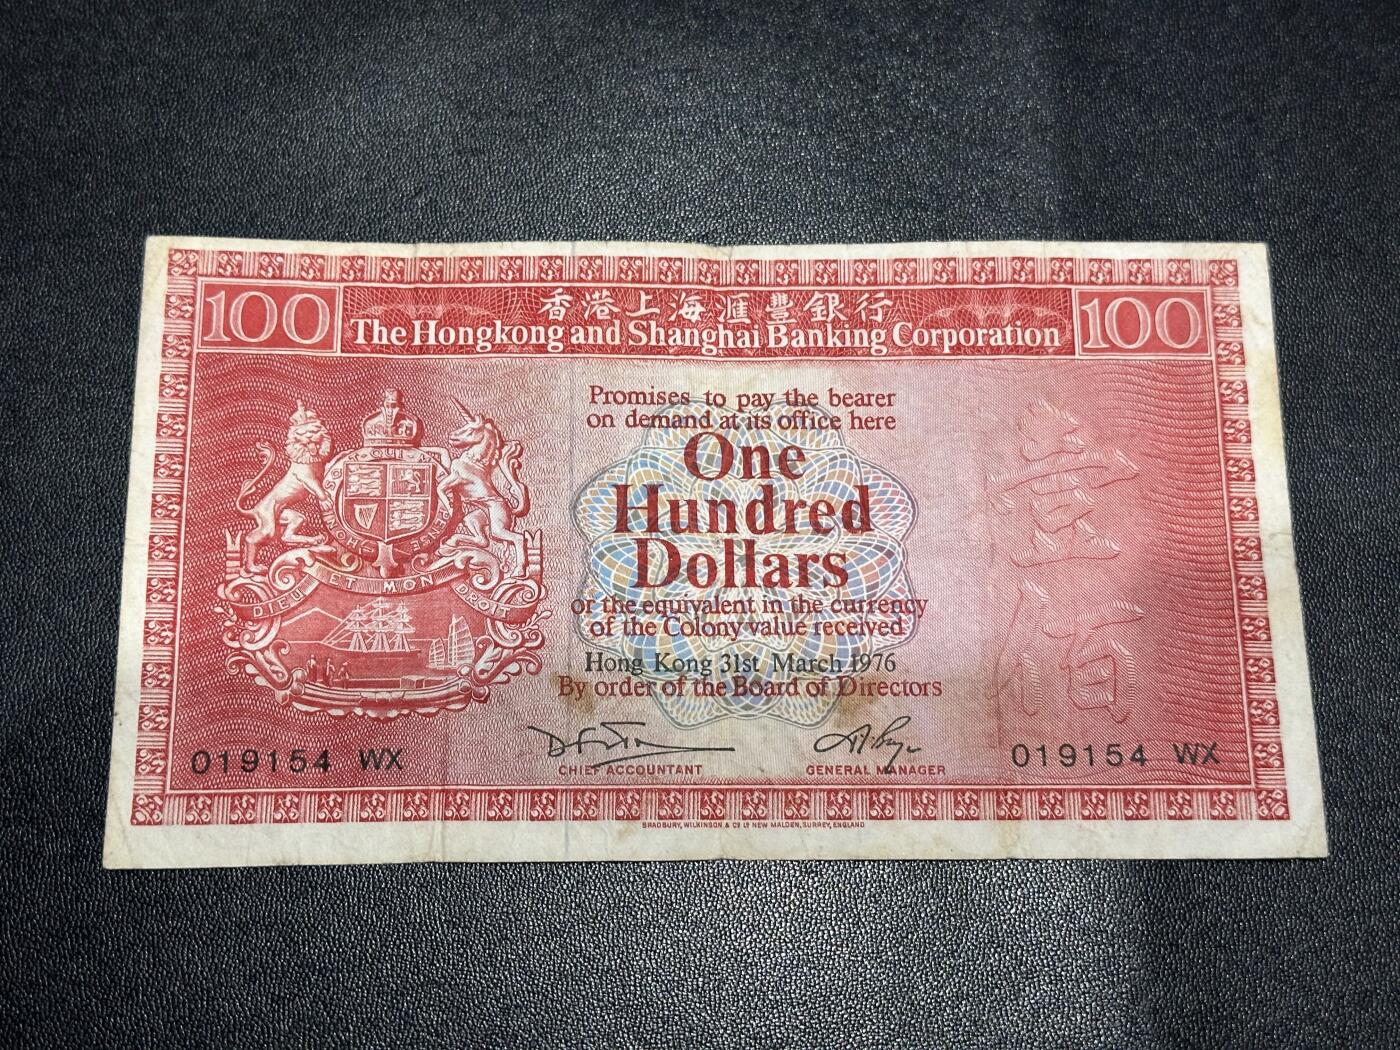 100
香港上海滙豐銀行
100
The Hongkong and Shanghai Banking Corporation
Promises to pay the bearer
on demand at its office here
One
Hundred
Dollars
or the equivalent in the currency
of the Colony value received
Hong Kong 31st March 1976
By order of the Board of Directors
壹
佰
DIEU ET MON DROIT
019154 WX
CHIEF ACCOUNTANT
GENERAL MANAGER
019154 WX
BRADBURY, WILKINSON & Co Ld NEW MALDEN, SURREY, ENGLAND